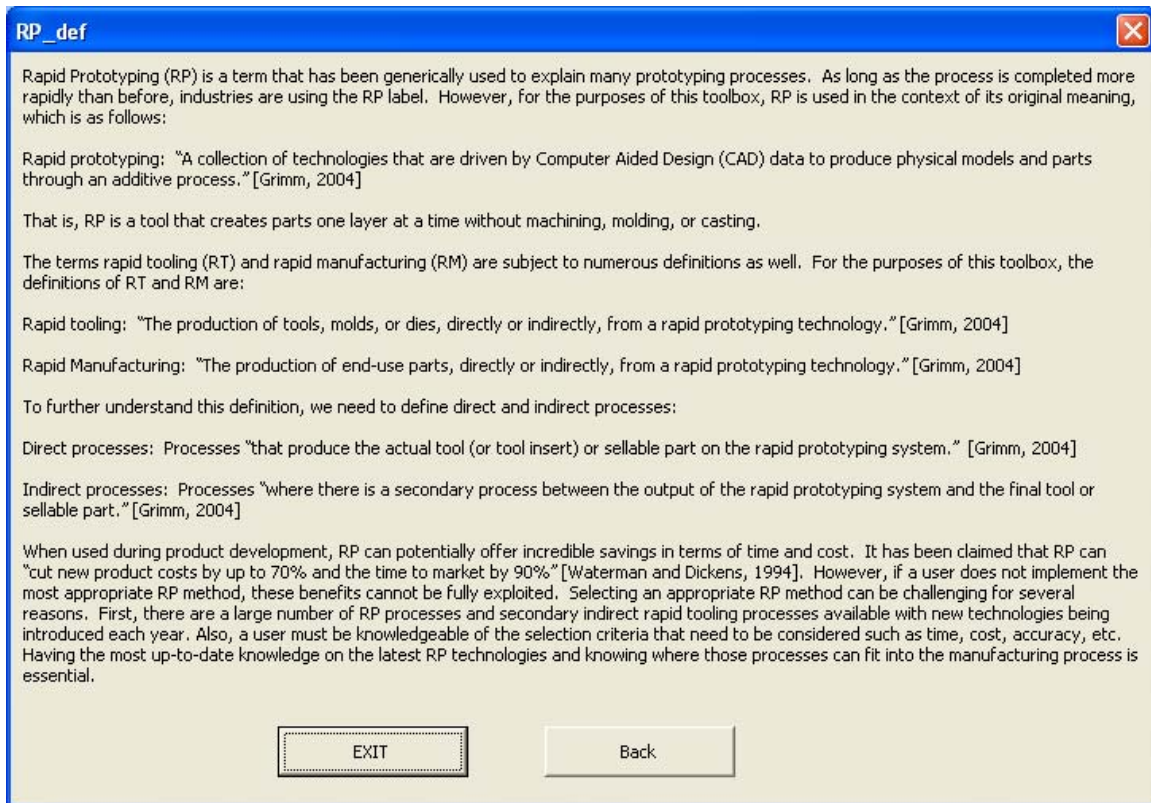 RP_def
Rapid Prototyping (RP) is a term that has been generically used to explain many prototyping processes.  As long as the process is completed more
rapidly than before, industries are using the RP label.  However, for the purposes of this toolbox, RP is used in the context of its original meaning,
which is as follows:
Rapid prototyping:  “A collection of technologies that are driven by Computer Aided Design (CAD) data to produce physical models and parts
through an additive process.” [Grimm, 2004]
That is, RP is a tool that creates parts one layer at a time without machining, molding, or casting.
The terms rapid tooling (RT) and rapid manufacturing (RM) are subject to numerous definitions as well.  For the purposes of this toolbox, the
definitions of RT and RM are:
Rapid tooling:  “The production of tools, molds, or dies, directly or indirectly, from a rapid prototyping technology.” [Grimm, 2004]
Rapid Manufacturing:  “The production of end-use parts, directly or indirectly, from a rapid prototyping technology.” [Grimm, 2004]
To further understand this definition, we need to define direct and indirect processes:
Direct processes:  Processes “that produce the actual tool (or tool insert) or sellable part on the rapid prototyping system.”  [Grimm, 2004]
Indirect processes:  Processes “where there is a secondary process between the output of the rapid prototyping system and the final tool or
sellable part.” [Grimm, 2004]
When used during product development, RP can potentially offer incredible savings in terms of time and cost.  It has been claimed that RP can
“cut new product costs by up to 70% and the time to market by 90%” [Waterman and Dickens, 1994].  However, if a user does not implement the
most appropriate RP method, these benefits cannot be fully exploited.  Selecting an appropriate RP method can be challenging for several
reasons.  First, there are a large number of RP processes and secondary indirect rapid tooling processes available with new technologies being
introduced each year. Also, a user must be knowledgeable of the selection criteria that need to be considered such as time, cost, accuracy, etc.
Having the most up-to-date knowledge on the latest RP technologies and knowing where those processes can fit into the manufacturing process is
essential.
EXIT
Back